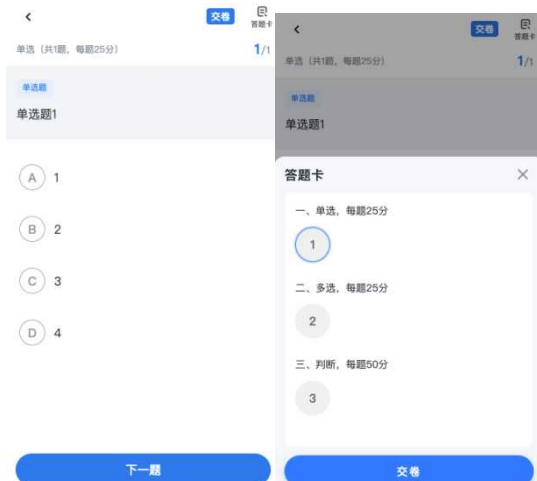 交卷
答题卡
单选（共1题，每题25分）
1/1
单选题
单选题1
A 1
B 2
C 3
D 4
下一题
交卷
答题卡
单选（共1题，每题25分）
1/1
单选题
单选题1
答题卡
一、单选，每题25分
1
二、多选，每题25分
2
三、判断，每题50分
3
交卷